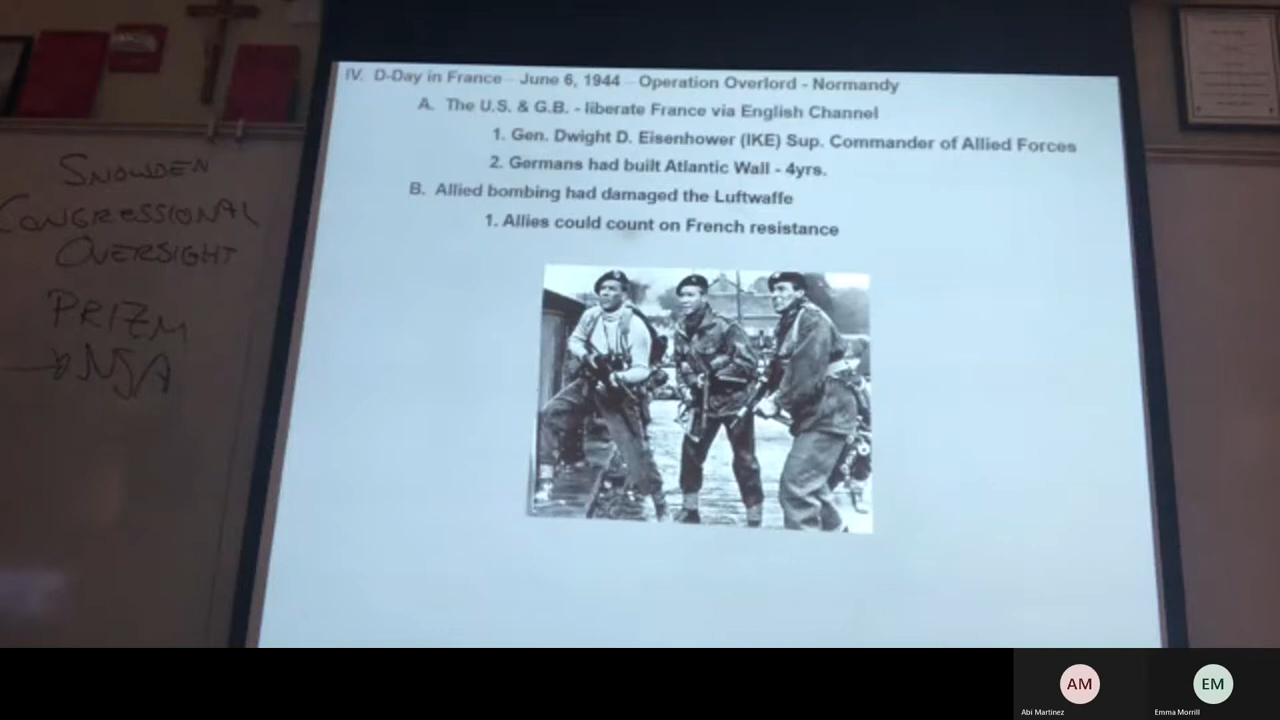 IV. D-Day in France - June 6, 1944 - Operation Overlord - Normandy
A. The U.S. & G.B. - liberate France via English Channel
1. Gen. Dwight D. Eisenhower (IKE) Sup. Commander of Allied Forces
2. Germans had built Atlantic Wall - 4yrs.
B. Allied bombing had damaged the Luftwaffe
1. Allies could count on French resistance
SNOWDEN
CONGRESSIONAL
OVERSIGHT
PRIZM
→ NSA
AM
EM
Abi Martinez
Emma Morrill